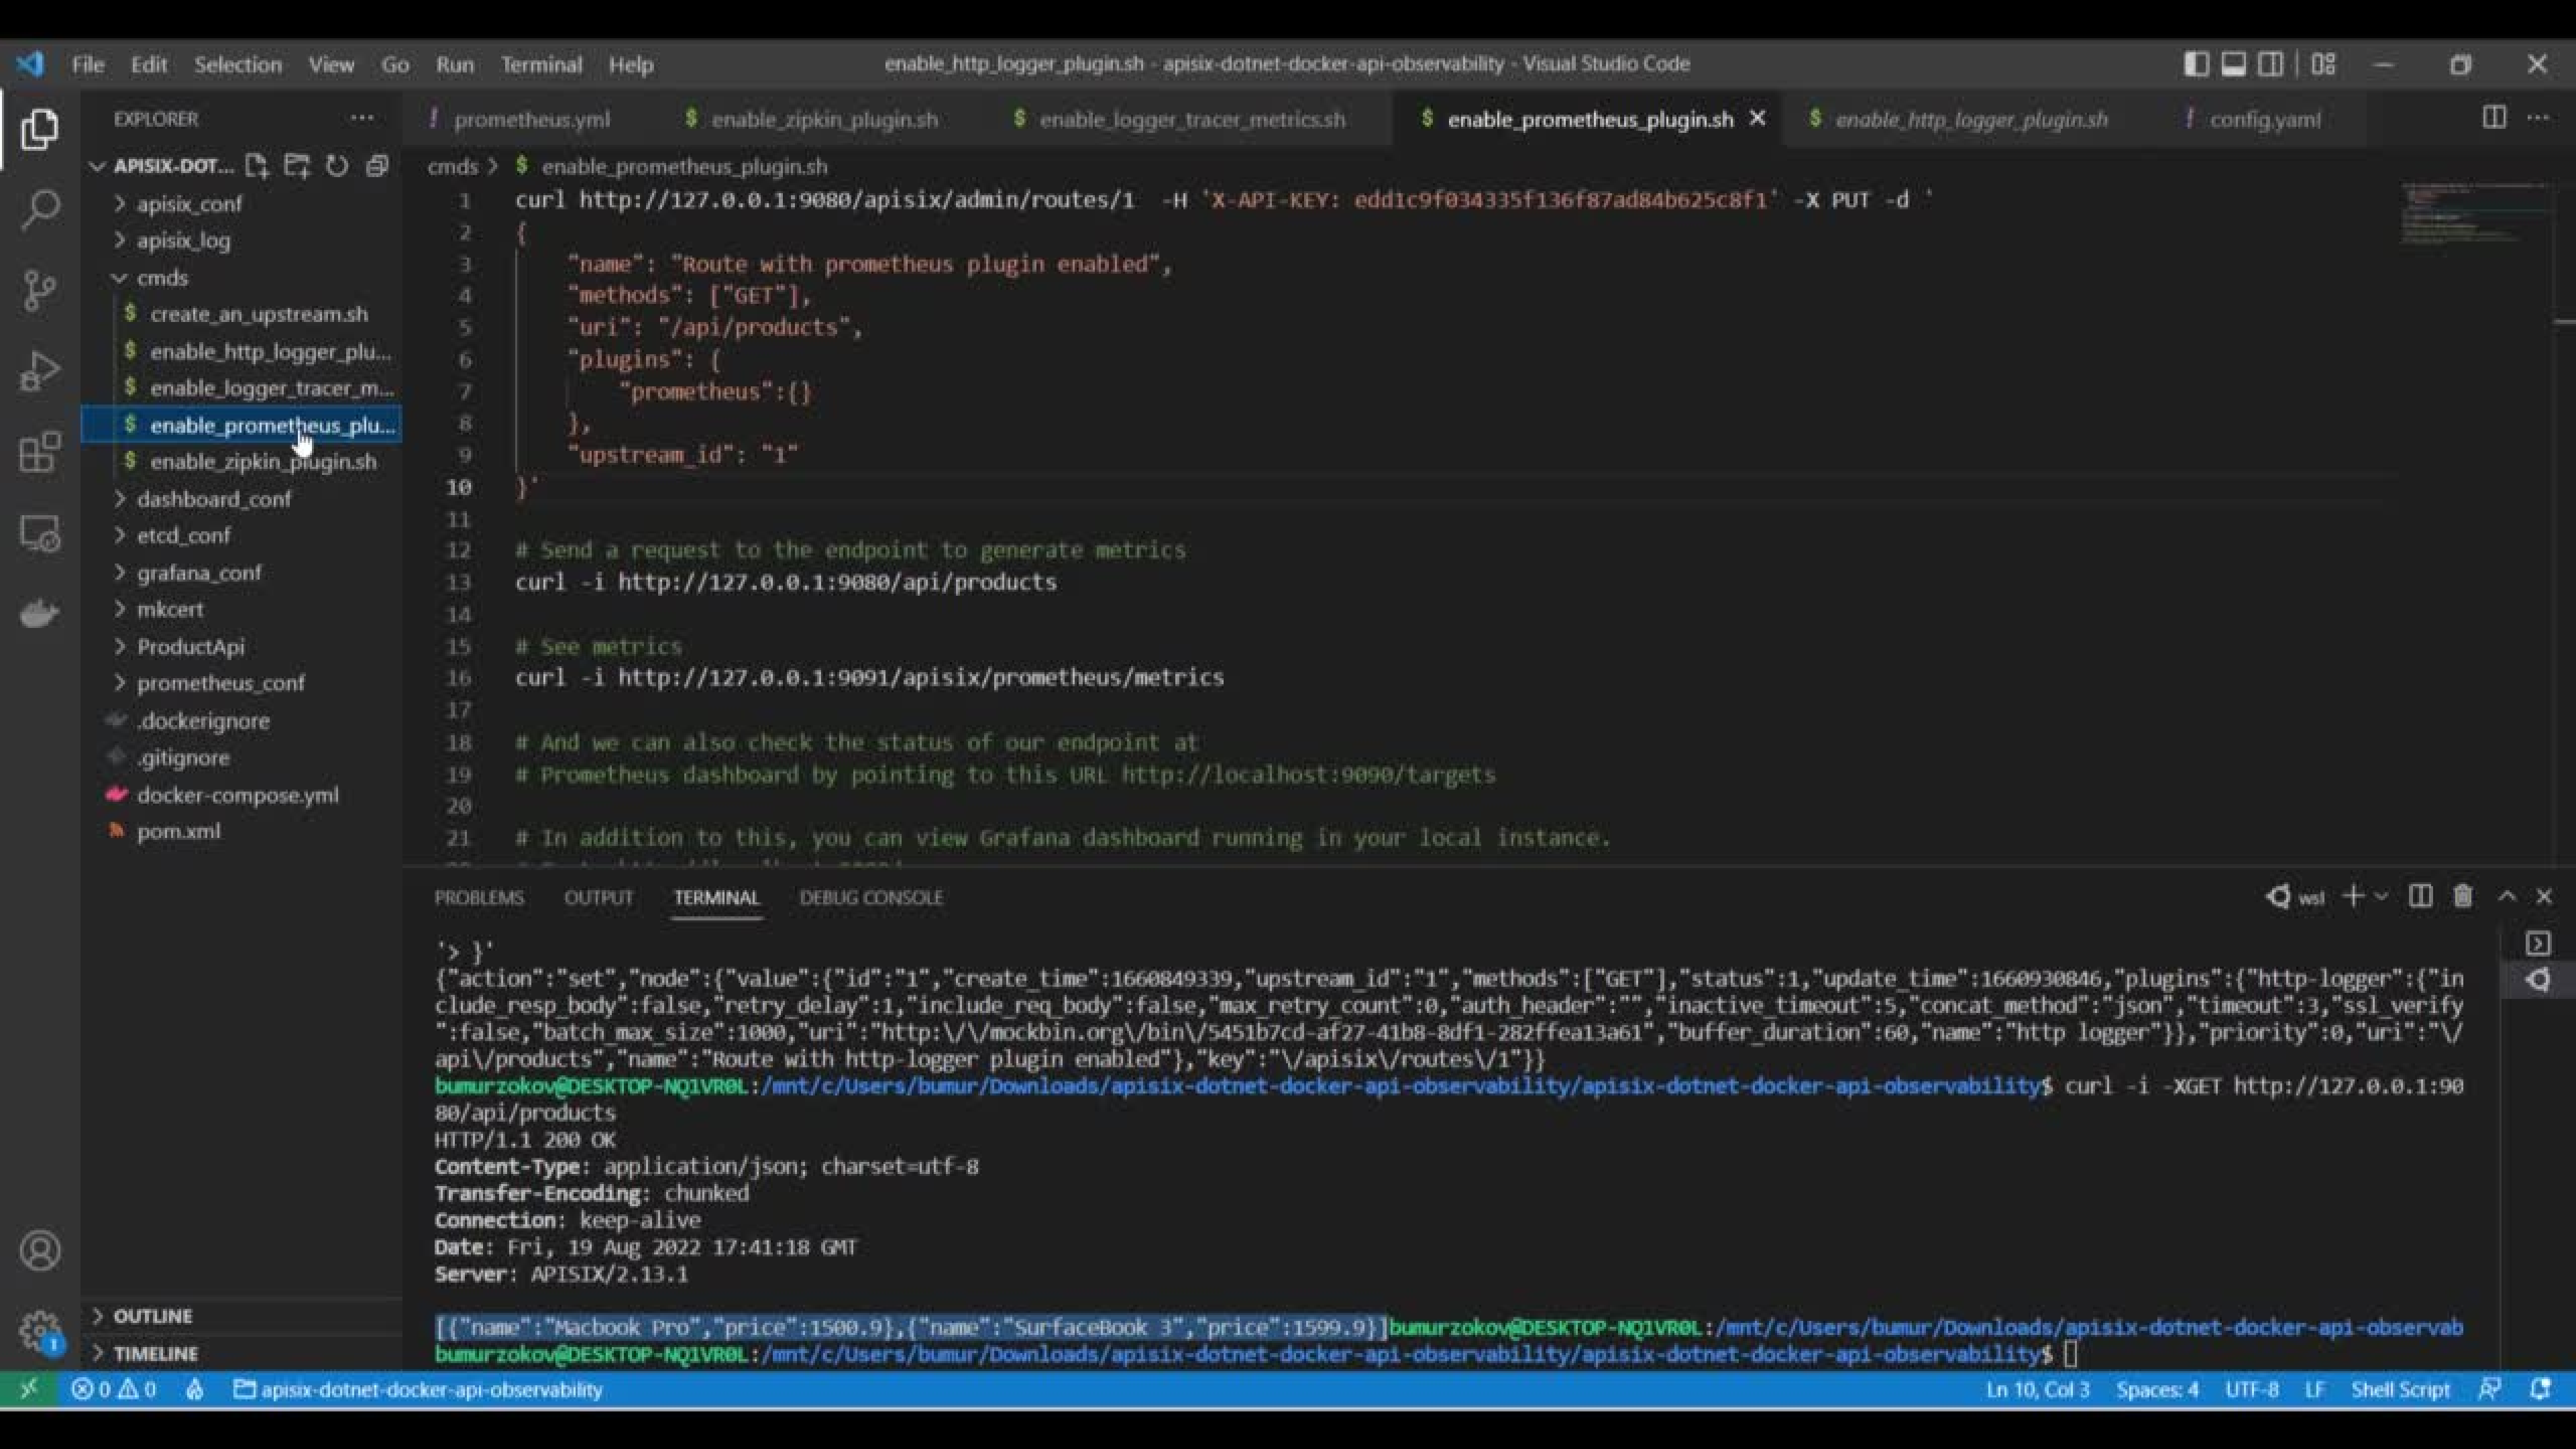 File Edit Selection View Go Run Terminal Help
enable_http_logger_plugin.sh - apisix-dotnet-docker-api-observability - Visual Studio Code
EXPLORER
prometheus.yml
enable_zipkin_plugin.sh
enable_logger_tracer_metrics.sh
enable_prometheus_plugin.sh
enable_http_logger_plugin.sh
config.yaml
APISIX-DOT...
apisix_conf
apisix_log
cmds
create_an_upstream.sh
enable_http_logger_plu...
enable_logger_tracer_m...
enable_prometheus_plu...
enable_zipkin_plugin.sh
dashboard_conf
etcd_conf
grafana_conf
mkcert
ProductApi
prometheus_conf
.dockerignore
.gitignore
docker-compose.yml
pom.xml
OUTLINE
TIMELINE
cmds > $ enable_prometheus_plugin.sh
1 curl http://127.0.0.1:9080/apisix/admin/routes/1 -H 'X-API-KEY: edd1c9f034335f136f87ad84b625c8f1' -X PUT -d '
2 {
3 "name": "Route with prometheus plugin enabled",
4 "methods": ["GET"],
5 "uri": "/api/products",
6 "plugins": {
7 "prometheus":{}
8 },
9 "upstream_id": "1"
10 }'
11
12 # Send a request to the endpoint to generate metrics
13 curl -i http://127.0.0.1:9080/api/products
14
15 # See metrics
16 curl -i http://127.0.0.1:9091/apisix/prometheus/metrics
17
18 # And we can also check the status of our endpoint at
19 # Prometheus dashboard by pointing to this URL http://localhost:9090/targets
20
21 # In addition to this, you can view Grafana dashboard running in your local instance.
PROBLEMS OUTPUT TERMINAL DEBUG CONSOLE
wsl
'> }'
{"action":"set","node":{"value":{"id":"1","create_time":1660849339,"upstream_id":"1","methods":["GET"],"status":1,"update_time":1660930846,"plugins":{"http-logger":{"in
clude_resp_body":false,"retry_delay":1,"include_req_body":false,"max_retry_count":0,"auth_header":"","inactive_timeout":5,"concat_method":"json","timeout":3,"ssl_verify
":false,"batch_max_size":1000,"uri":"http:\/\/mockbin.org\/bin\/5451b7cd-af27-41b8-8df1-282ffea13a61","buffer_duration":60,"name":"http logger"}},"priority":0,"uri":"\/
api\/products","name":"Route with http-logger plugin enabled"},"key":"\/apisix\/routes\/1"}}
bumurzokov@DESKTOP-NQ1VR0L:/mnt/c/Users/bumur/Downloads/apisix-dotnet-docker-api-observability/apisix-dotnet-docker-api-observability$ curl -i -XGET http://127.0.0.1:90
80/api/products
HTTP/1.1 200 OK
Content-Type: application/json; charset=utf-8
Transfer-Encoding: chunked
Connection: keep-alive
Date: Fri, 19 Aug 2022 17:41:18 GMT
Server: APISIX/2.13.1
[{"name":"Macbook Pro","price":1500.9},{"name":"SurfaceBook 3","price":1599.9}]bumurzokov@DESKTOP-NQ1VR0L:/mnt/c/Users/bumur/Downloads/apisix-dotnet-docker-api-observab
bumurzokov@DESKTOP-NQ1VR0L:/mnt/c/Users/bumur/Downloads/apisix-dotnet-docker-api-observability/apisix-dotnet-docker-api-observability$
0 0 apisix-dotnet-docker-api-observability
Ln 10, Col 3 Spaces: 4 UTF-8 LF Shell Script